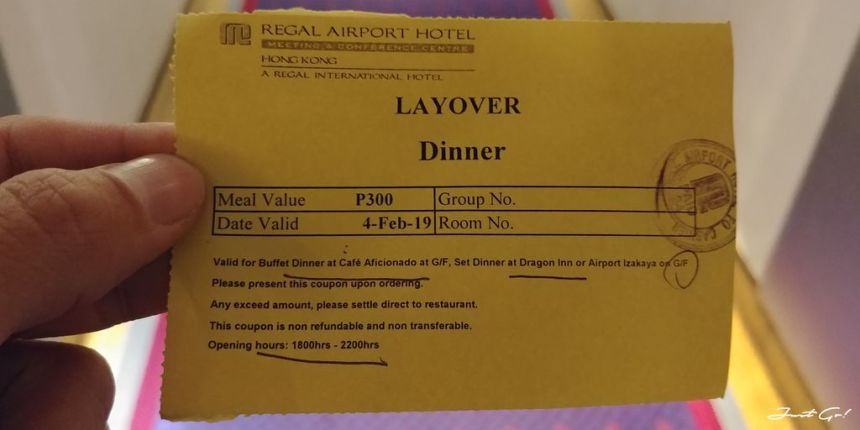 REGAL AIRPORT HOTEL
MEETING & CONFERENCE CENTRE
HONG KONG
A REGAL INTERNATIONAL HOTEL
LAYOVER
Dinner
Meal Value P300 Group No.
Date Valid 4-Feb-19 Room No.
Valid for Buffet Dinner at Café Aficionado at G/F, Set Dinner at Dragon Inn or Airport Izakaya on G/F
Please present this coupon upon ordering.
Any exceed amount, please settle direct to restaurant.
This coupon is non refundable and non transferable.
Opening hours: 1800hrs - 2200hrs
AIRPORT
Just Go!